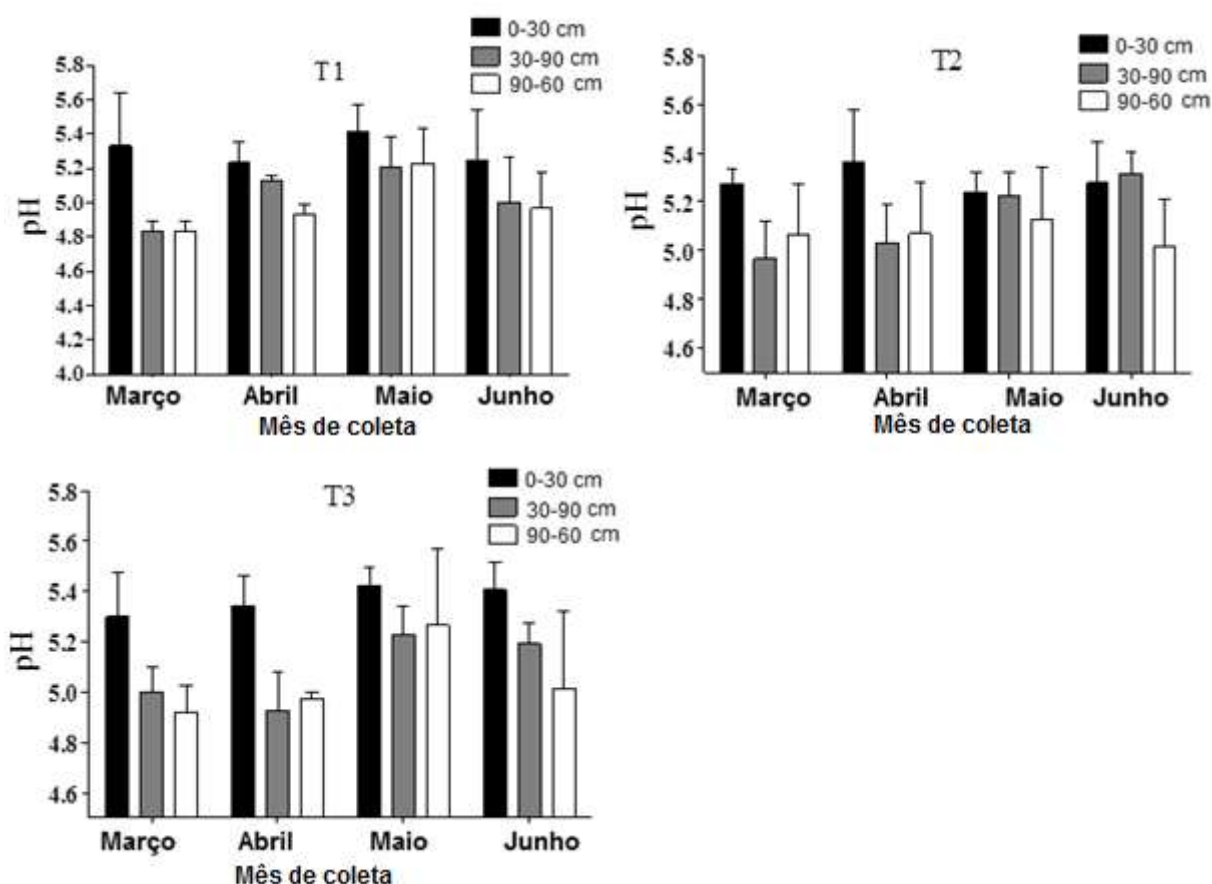 T1
0-30 cm
30-90 cm
90-60 cm
pH
5.8
5.6
5.4
5.2
5.0
4.8
4.6
4.4
4.2
4.0
Março Abril Maio Junho
Mês de coleta
T2
0-30 cm
30-90 cm
90-60 cm
pH
5.8
5.6
5.4
5.2
5.0
4.6
Março Abril Maio Junho
Mês de coleta
T3
0-30 cm
30-90 cm
90-60 cm
pH
5.8
5.6
5.4
5.2
5.0
4.8
4.6
Março Abril Maio Junho
Mês de coleta